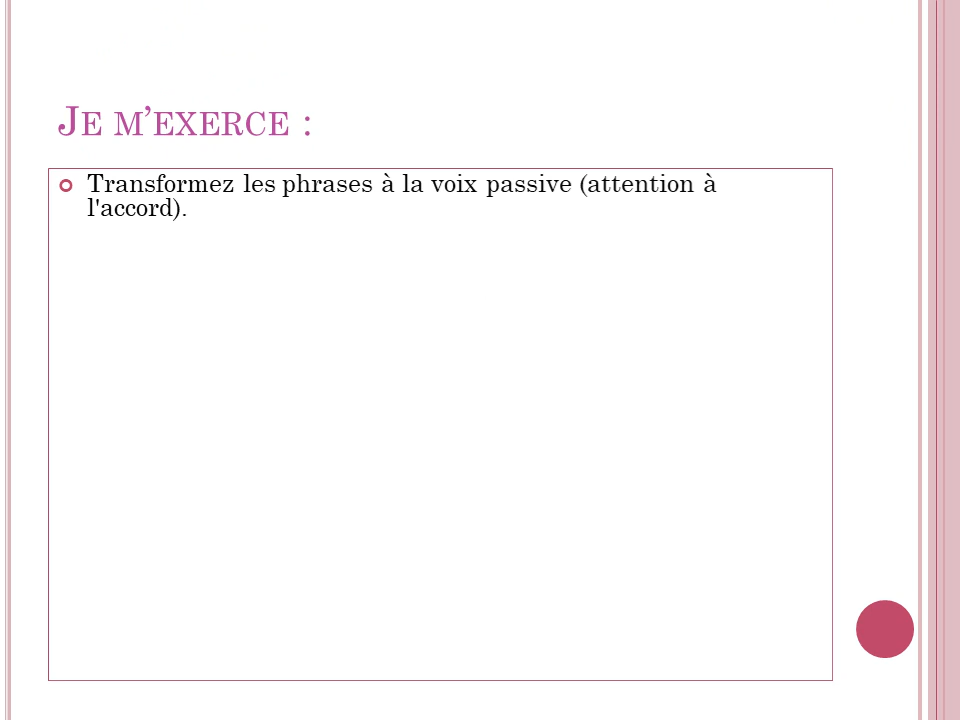 Je m’exerce :
Transformez les phrases à la voix passive (attention à
l'accord).